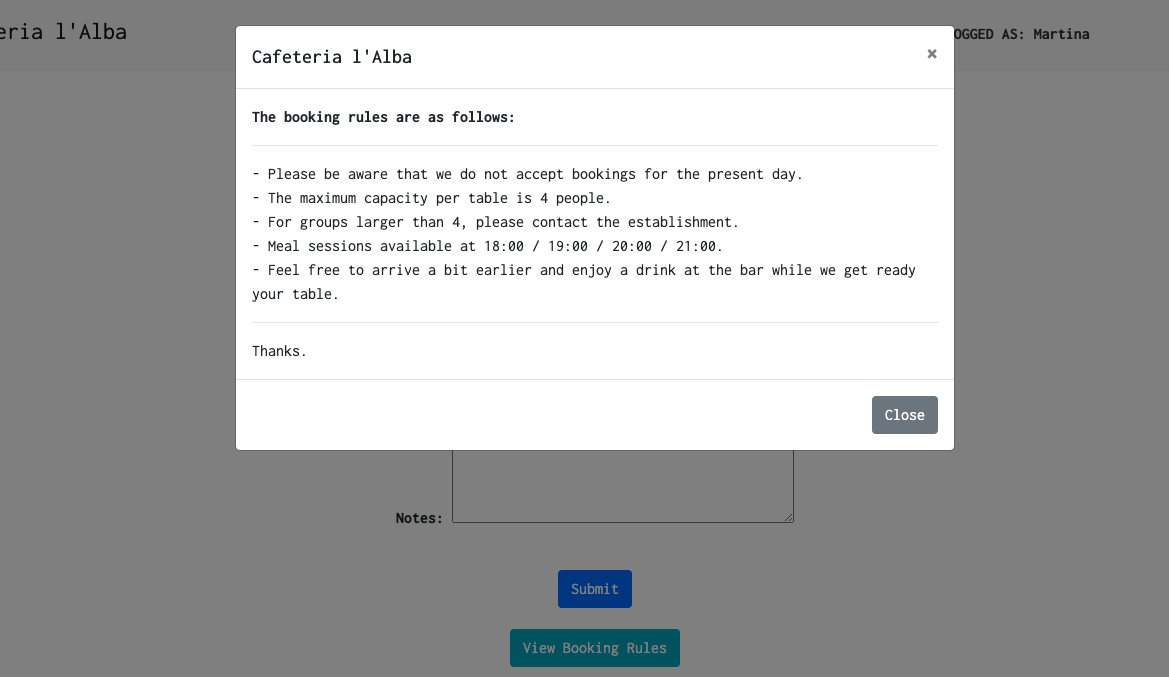 eria l'Alba
OGGED AS: Martina
Cafeteria l'Alba
×
The booking rules are as follows:
- Please be aware that we do not accept bookings for the present day.
- The maximum capacity per table is 4 people.
- For groups larger than 4, please contact the establishment.
- Meal sessions available at 18:00 / 19:00 / 20:00 / 21:00.
- Feel free to arrive a bit earlier and enjoy a drink at the bar while we get ready
your table.
Thanks.
Close
Notes:
Submit
View Booking Rules